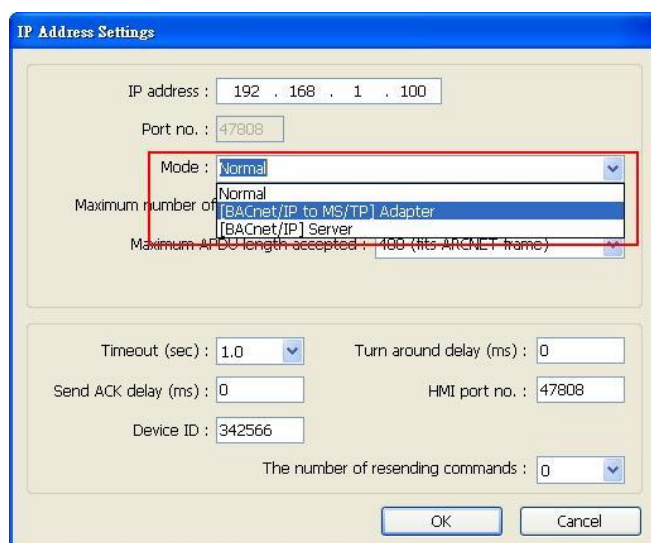 IP Address Settings
IP address : 192 . 168 . 1 . 100
Port no. : 47808
Mode : Normal
Normal
Maximum number of
[BACnet/IP to MS/TP] Adapter
[BACnet/IP] Server
Maximum APDU length accepted : 480 (fits ARCNET frame)
Timeout (sec) : 1.0 Turn around delay (ms) : 0
Send ACK delay (ms) : 0 HMI port no. : 47808
Device ID : 342566
The number of resending commands : 0
OK Cancel